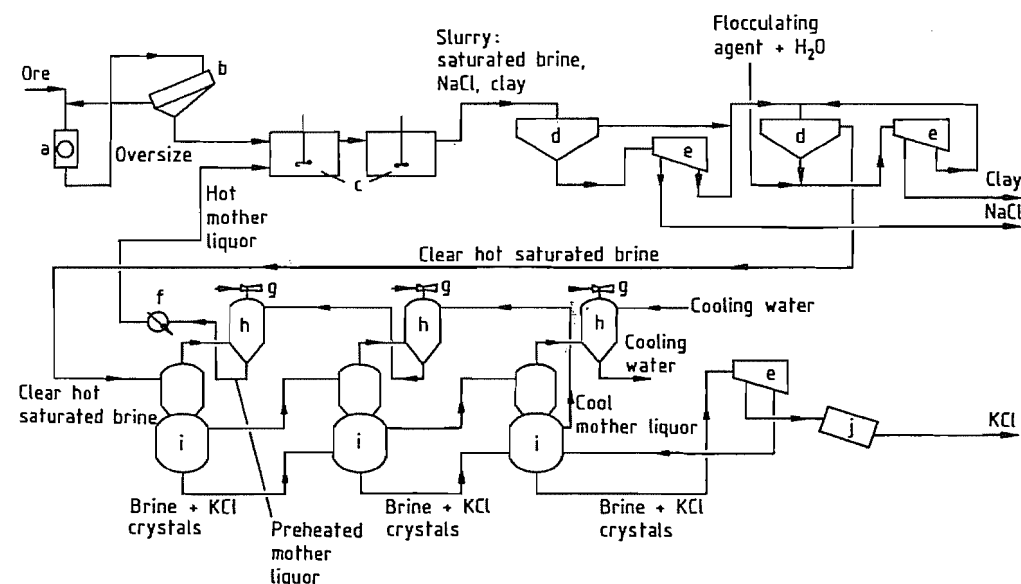 Flocculating
agent + H₂O
Slurry:
saturated brine,
NaCl, clay
Ore
b
a
Oversize
c
d
e
d
e
Clay
NaCl
Hot
mother
liquor
Clear hot saturated brine
f
g
h
g
h
g
h
Cooling water
Cooling
water
Clear hot
saturated brine
i
i
i
Cool
mother liquor
e
j
KCl
Brine + KCl
crystals
Brine + KCl
crystals
Brine + KCl
crystals
Preheated
mother
liquor